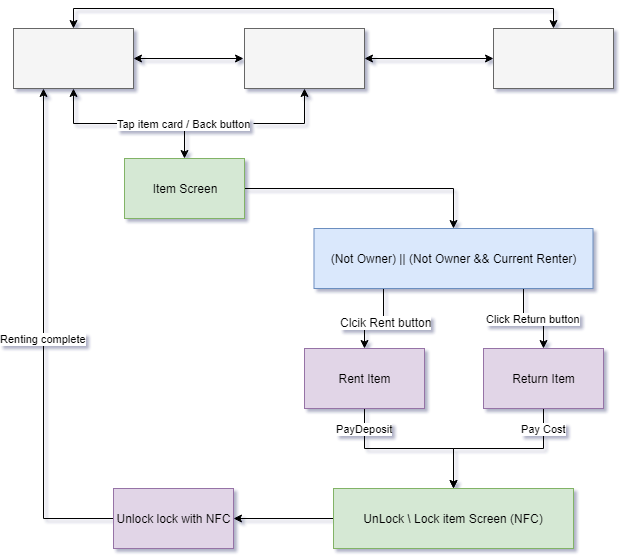 Tap item card / Back button
Item Screen
(Not Owner) || (Not Owner && Current Renter)
Clcik Rent button
Click Return button
Renting complete
Rent Item
Return Item
PayDeposit
Pay Cost
Unlock lock with NFC
UnLock \ Lock item Screen (NFC)